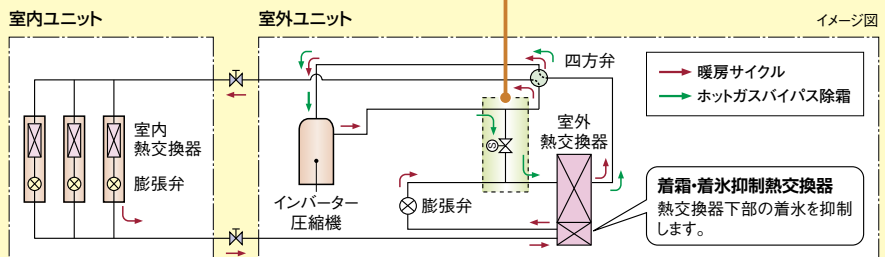 室内ユニット
室外ユニット
イメージ図
四方弁
暖房サイクル
ホットガスバイパス除霜
室内
熱交換器
膨張弁
インバーター
圧縮機
S
室外
熱交換器
膨張弁
着霜・着氷抑制熱交換器
熱交換器下部の着氷を抑制
します。